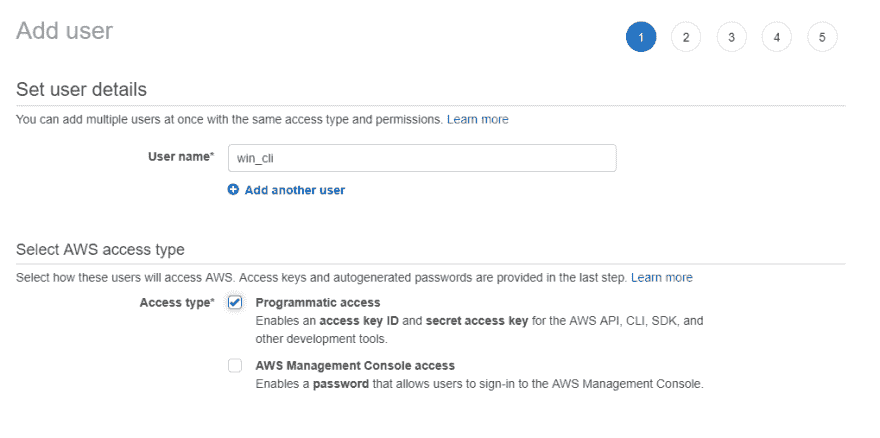 Add user
1 2 3 4 5
Set user details
You can add multiple users at once with the same access type and permissions. Learn more
User name* win_cli
Add another user
Select AWS access type
Select how these users will access AWS. Access keys and autogenerated passwords are provided in the last step. Learn more
Access type* Programmatic access
Enables an access key ID and secret access key for the AWS API, CLI, SDK, and
other development tools.
AWS Management Console access
Enables a password that allows users to sign-in to the AWS Management Console.